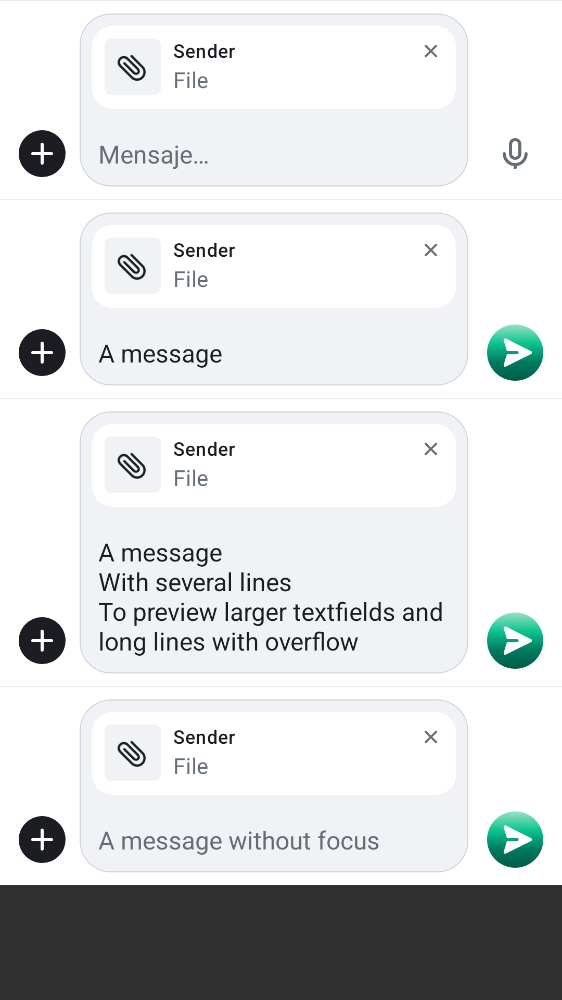 Sender
File
Mensaje…
Sender
File
A message
Sender
File
A message
With several lines
To preview larger textfields and
long lines with overflow
Sender
File
A message without focus